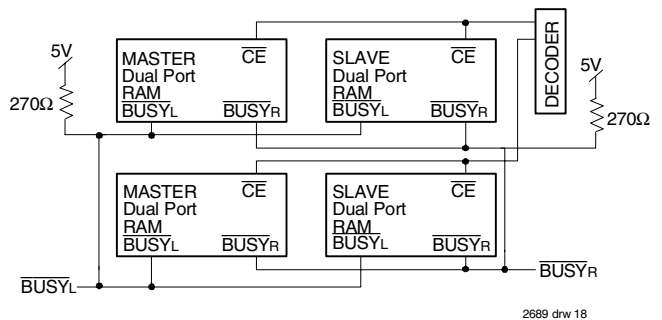 5V
270Ω
MASTER
Dual Port
RAM
BUSYL
CE
BUSYR
SLAVE
Dual Port
RAM
BUSYL
CE
BUSYR
DECODER
5V
270Ω
MASTER
Dual Port
RAM
BUSYL
CE
BUSYR
SLAVE
Dual Port
RAM
BUSYL
CE
BUSYR
BUSYL
BUSYR
2689 drw 18